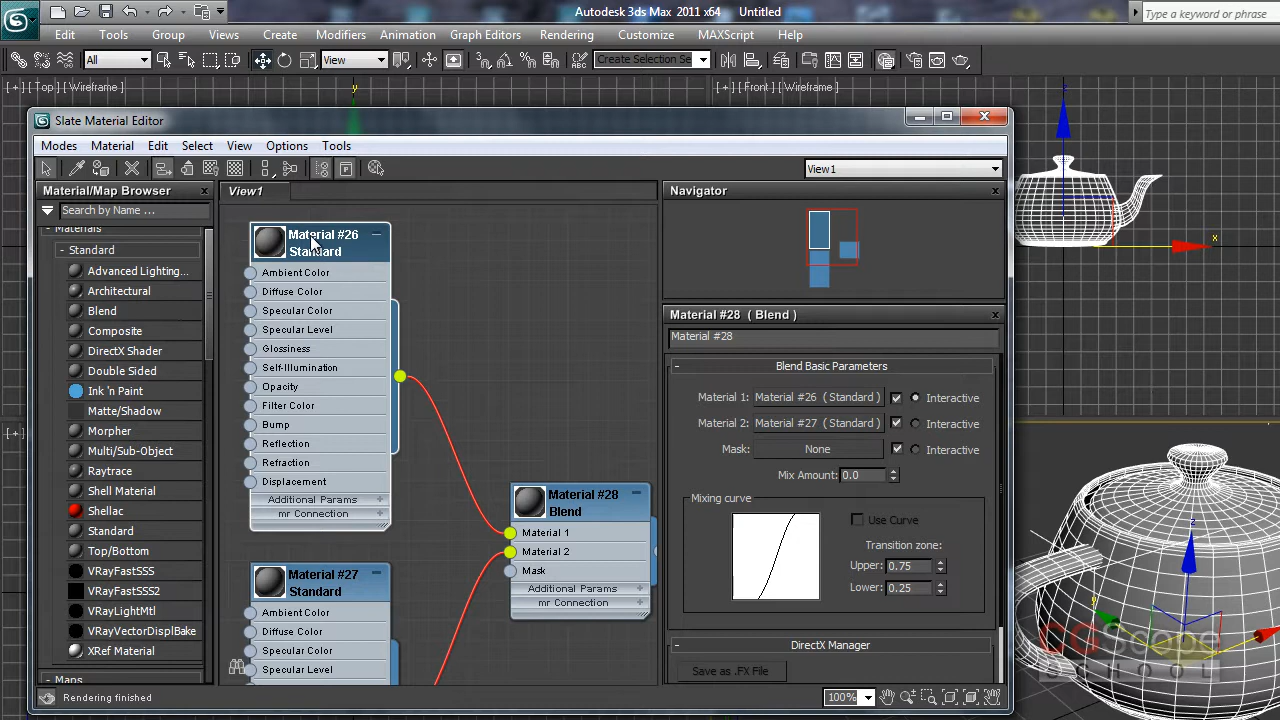 Autodesk 3ds Max 2011 x64 Untitled
Type a keyword or phrase
Edit Tools Group Views Create Modifiers Animation Graph Editors Rendering Customize MAXScript Help
All View Create Selection Se
[ + ] [ Top ] [ Wireframe ]
[ + ] [ Front ] [ Wireframe ]
y
z
x
Slate Material Editor
Modes Material Edit Select View Options Tools
View1
Material/Map Browser
Search by Name ...
Materials
- Standard
Advanced Lighting...
Architectural
Blend
Composite
DirectX Shader
Double Sided
Ink 'n Paint
Matte/Shadow
Morpher
Multi/Sub-Object
Raytrace
Shell Material
Shellac
Standard
Top/Bottom
VRayFastSSS
VRayFastSSS2
VRayLightMtl
VRayVectorDisplBake
XRef Material
Maps
View1
Material #26
Standard
Ambient Color
Diffuse Color
Specular Color
Specular Level
Glossiness
Self-Illumination
Opacity
Filter Color
Bump
Reflection
Refraction
Displacement
Additional Params +
mr Connection +
Material #27
Standard
Ambient Color
Diffuse Color
Specular Color
Specular Level
Material #28
Blend
Material 1
Material 2
Mask
Additional Params +
mr Connection +
Navigator
Material #28 ( Blend )
Material #28
- Blend Basic Parameters
Material 1: Material #26 ( Standard ) Interactive
Material 2: Material #27 ( Standard ) Interactive
Mask: None Interactive
Mix Amount: 0.0
Mixing curve
Use Curve
Transition zone:
Upper: 0.75
Lower: 0.25
- DirectX Manager
Save as .FX File
Rendering finished
100%
[ + ]
z
y
CGScope
SCHOOL